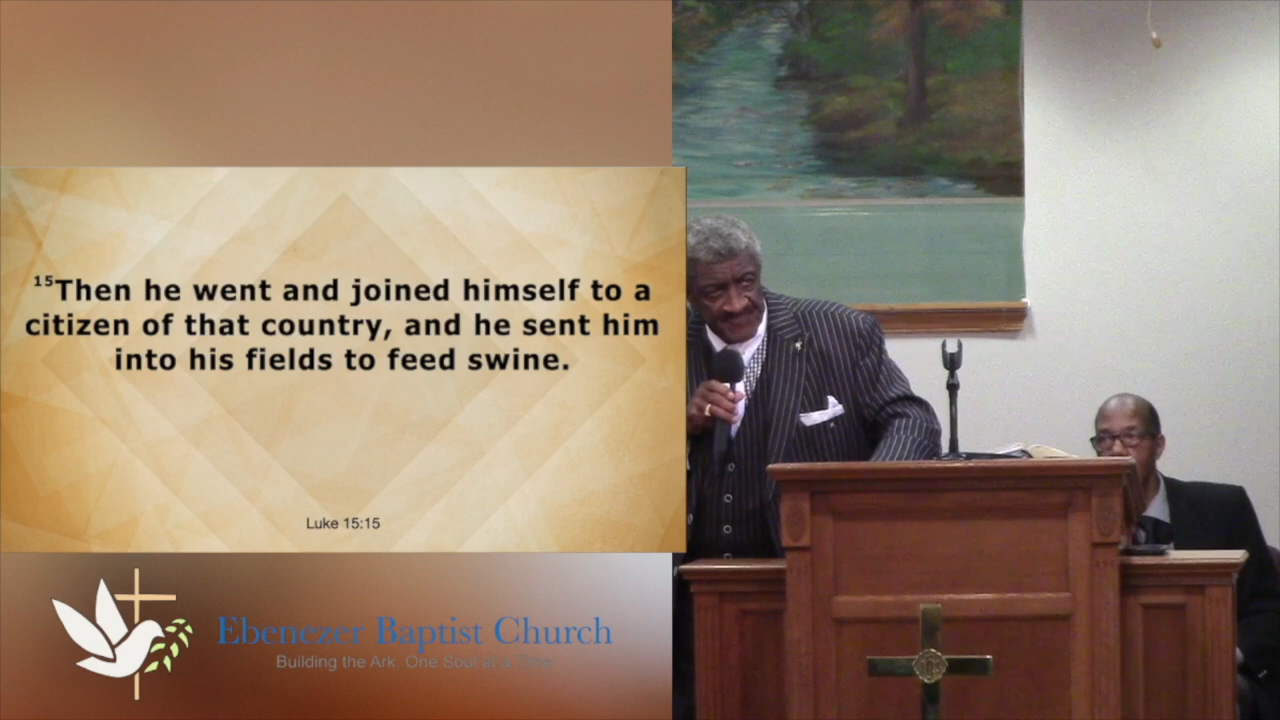 ¹⁵Then he went and joined himself to a
citizen of that country, and he sent him
into his fields to feed swine.
Luke 15:15
Ebenezer Baptist Church
Building the Ark, One Soul at a Time